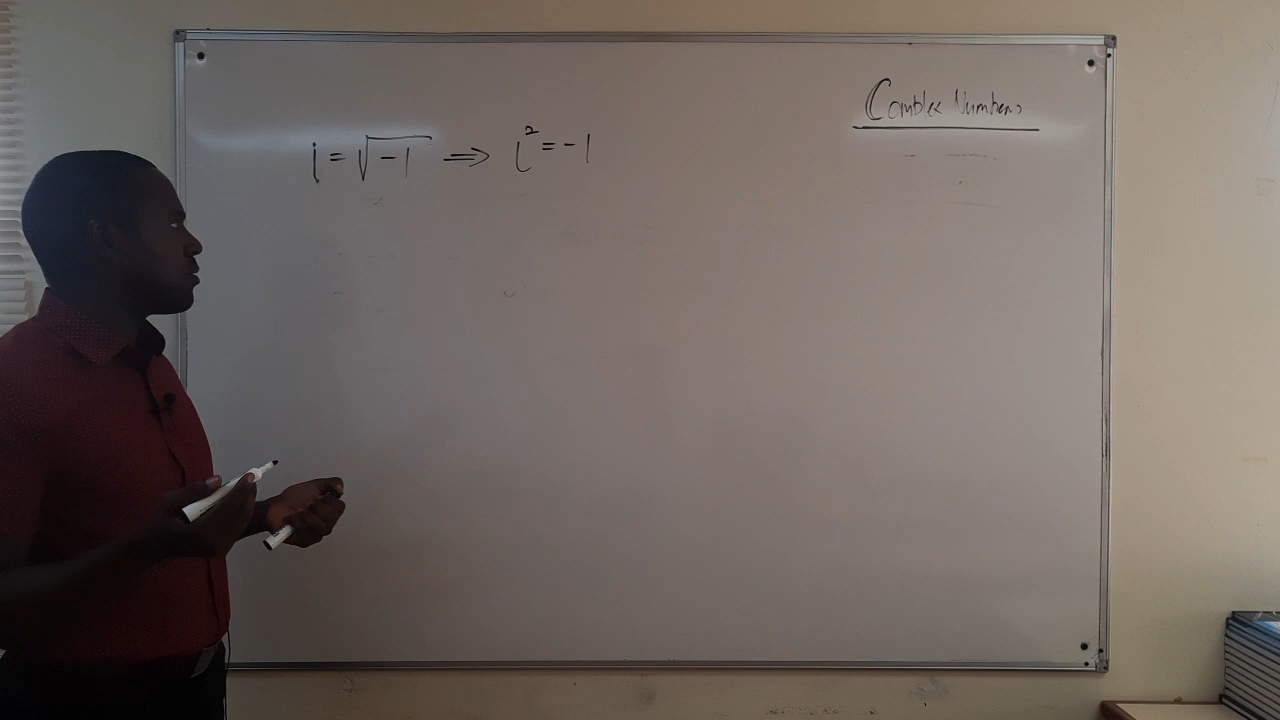 Complex Numbers
i = √-1 ⟹ i² = -1